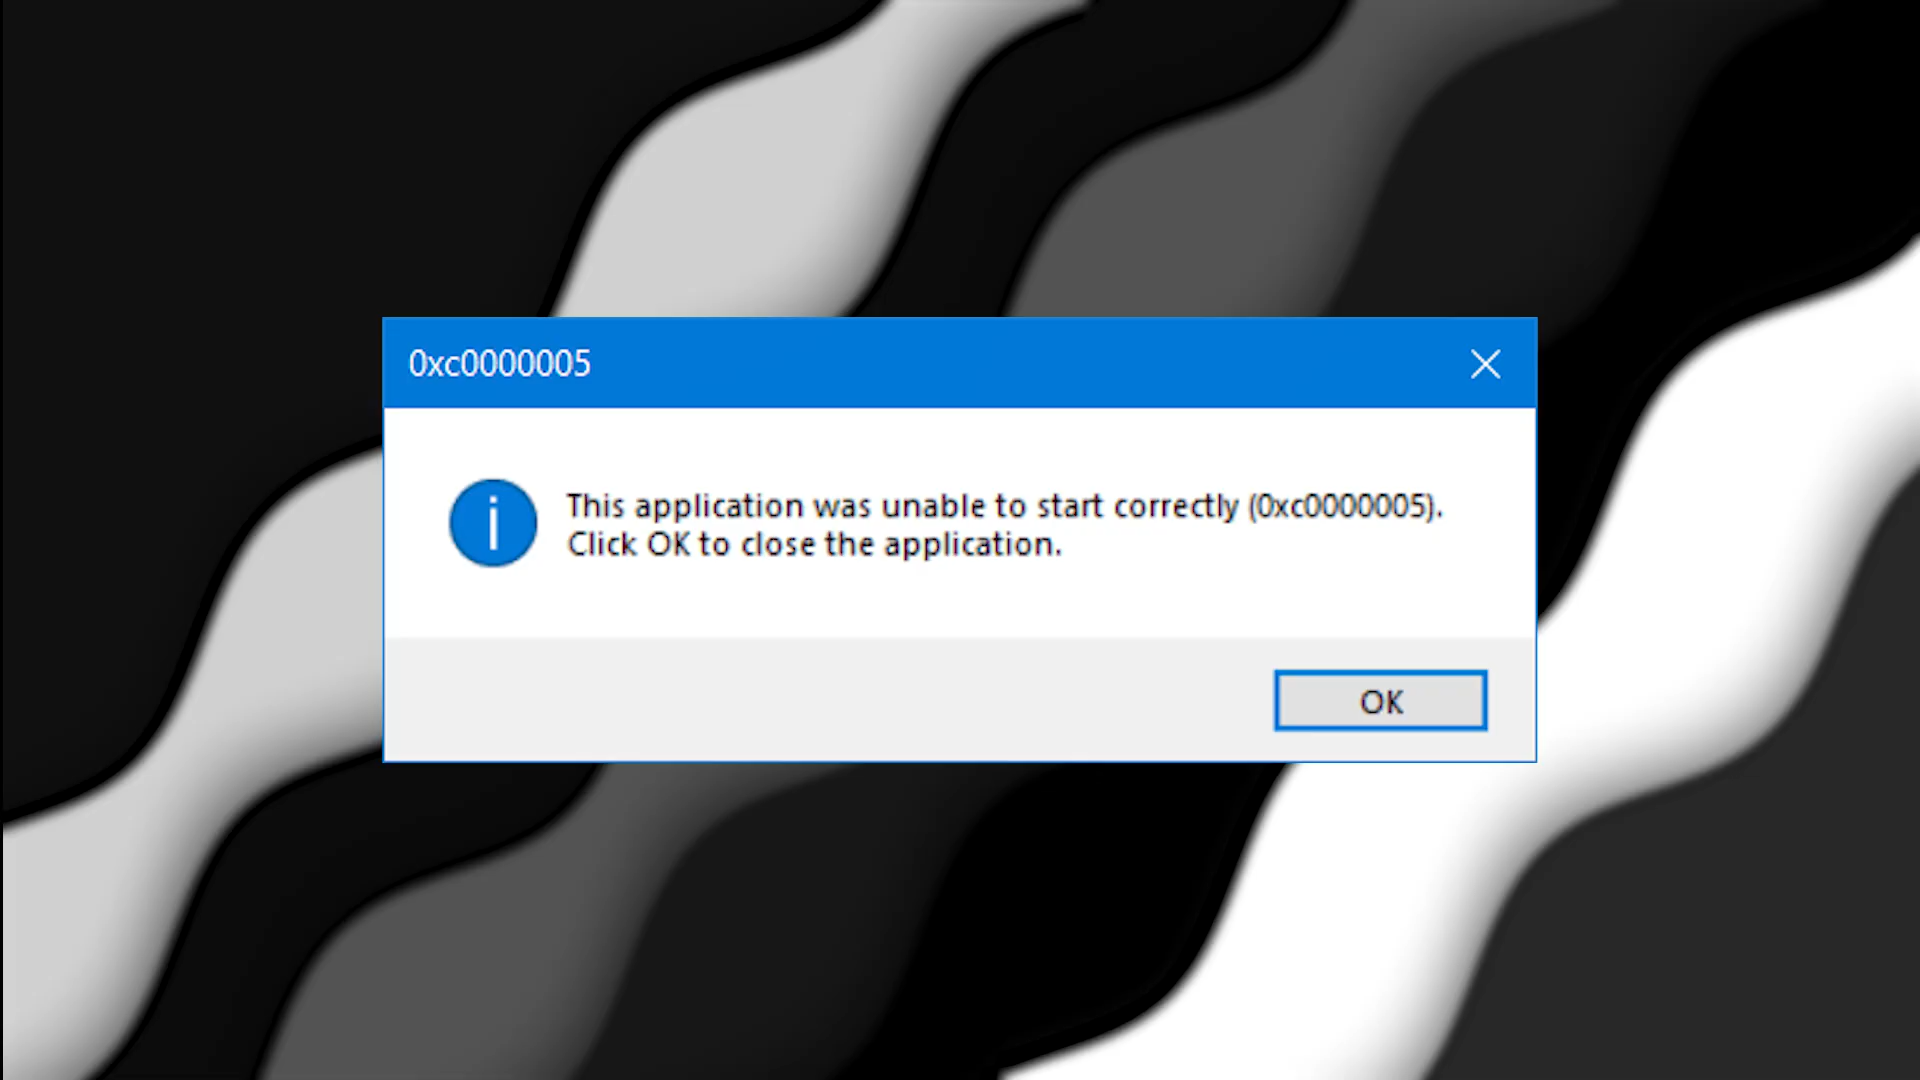 0xc0000005
This application was unable to start correctly (0xc0000005).
Click OK to close the application.
OK